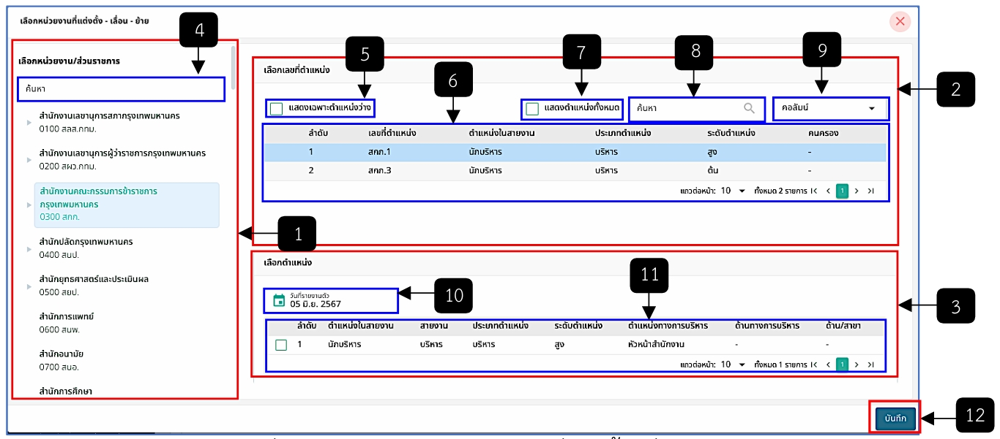 เลือกหน่วยงานที่แต่งตั้ง - เลื่อน - ย้าย
4
เลือกหน่วยงาน/ส่วนราชการ
ค้นหา
สำนักงานเลขานุการสภากรุงเทพมหานคร
0100 สลส.กทม.
สำนักงานเลขานุการผู้ว่าราชการกรุงเทพมหานคร
0200 สผว.กทม.
สำนักงานคณะกรรมการข้าราชการ
กรุงเทพมหานคร
0300 สกก.
สำนักปลัดกรุงเทพมหานคร
0400 สนป.
สำนักยุทธศาสตร์และประเมินผล
0500 สยป.
สำนักการแพทย์
0600 สนพ.
สำนักอนามัย
0700 สนอ.
สำนักการศึกษา
1
เลือกเลขที่ตำแหน่ง
5
6
7
8
9
2
แสดงเฉพาะตำแหน่งว่าง
แสดงตำแหน่งทั้งหมด
ค้นหา
คอลัมน์
ลำดับ เลขที่ตำแหน่ง ตำแหน่งในสายงาน ประเภทตำแหน่ง ระดับตำแหน่ง คนครอง
1 สกก.1 นักบริหาร บริหาร สูง -
2 สกก.3 นักบริหาร บริหาร ต้น -
แถวต่อหน้า: 10 ทั้งหมด 2 รายการ 1
เลือกตำแหน่ง
11
10
3
วันที่รายงานตัว
05 มิ.ย. 2567
ลำดับ ตำแหน่งในสายงาน สายงาน ประเภทตำแหน่ง ระดับตำแหน่ง ตำแหน่งทางการบริหาร ด้านทางการบริหาร ด้าน/สาขา
1 นักบริหาร บริหาร บริหาร สูง หัวหน้าสำนักงาน - -
แถวต่อหน้า: 10 ทั้งหมด 1 รายการ 1
บันทึก
12